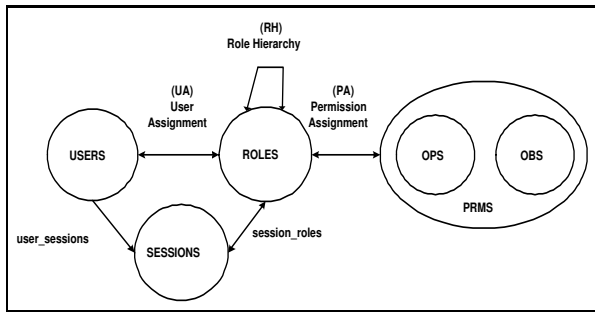 (RH)
Role Hierarchy
(UA)
User
Assignment
(PA)
Permission
Assignment
USERS
ROLES
OPS
OBS
PRMS
user_sessions
session_roles
SESSIONS